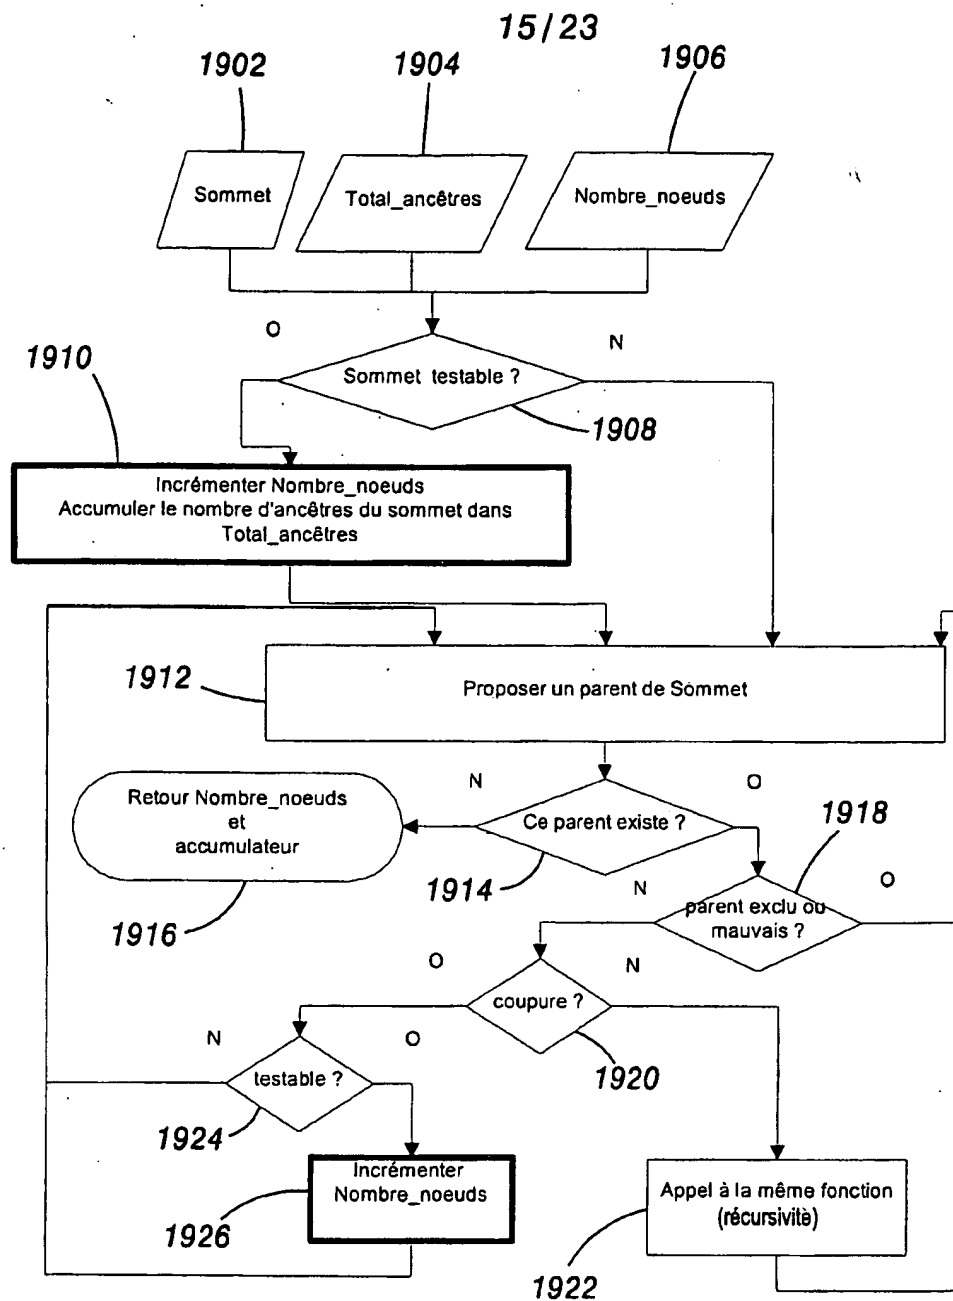 15/23
1902
1904
1906
Sommet
Total_ancêtres
Nombre_noeuds
O
N
1910
Sommet testable ?
1908
Incrémenter Nombre_noeuds
Accumuler le nombre d'ancêtres du sommet dans
Total_ancêtres
1912
Proposer un parent de Sommet
N
O
Retour Nombre_noeuds
et
accumulateur
Ce parent existe ?
1918
1914
N
O
1916
parent exclu ou
mauvais ?
O
N
coupure ?
N
O
1920
testable ?
1924
Incrémenter
Nombre_noeuds
1926
Appel à la même fonction
(récursivité)
1922